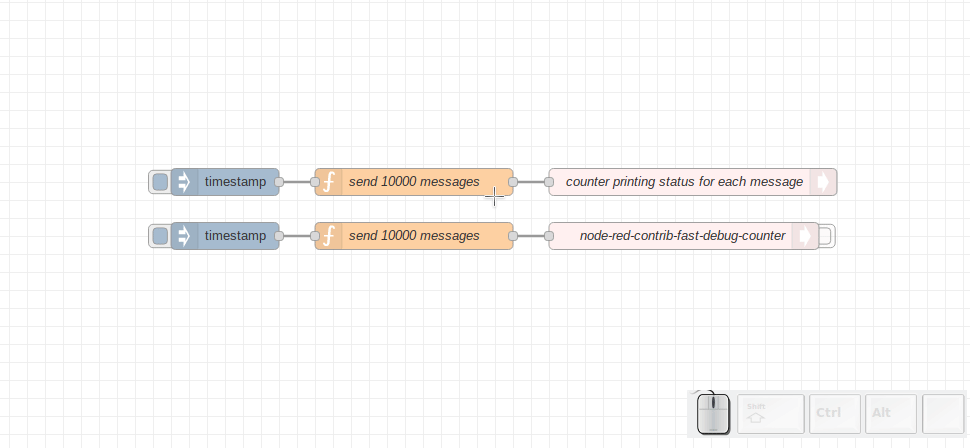 timestamp
send 10000 messages
counter printing status for each message
timestamp
send 10000 messages
node-red-contrib-fast-debug-counter
Shift
Ctrl
Alt